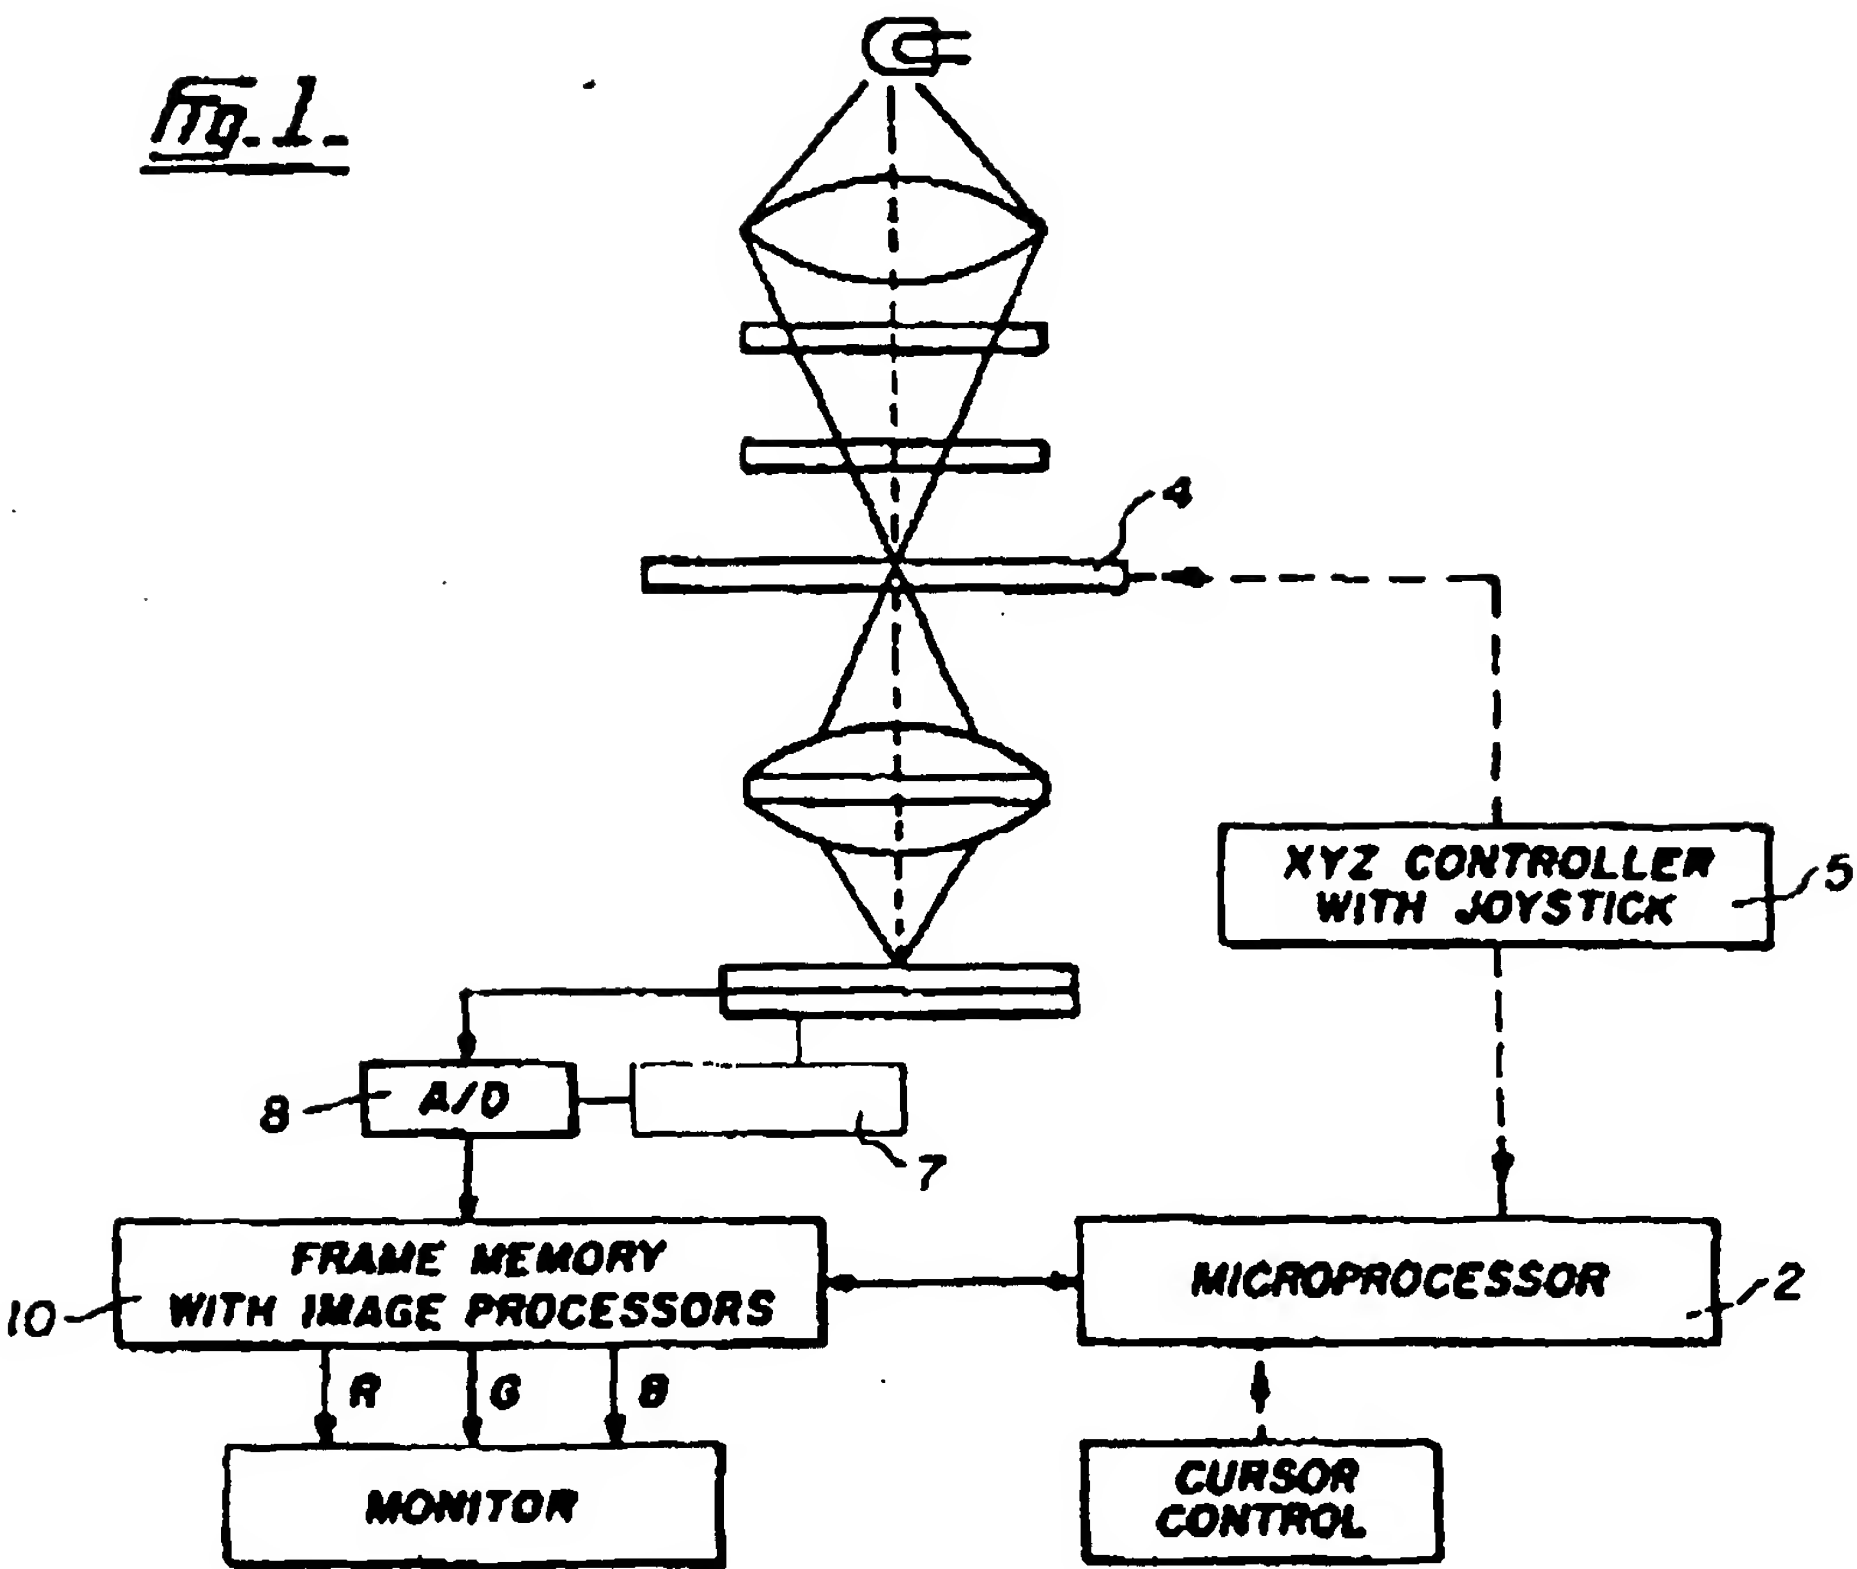 Fig. 1.
4
XYZ CONTROLLER
WITH JOYSTICK
5
8
A/D
7
FRAME MEMORY
WITH IMAGE PROCESSORS
10
MICROPROCESSOR
2
R G B
MONITOR
CURSOR
CONTROL